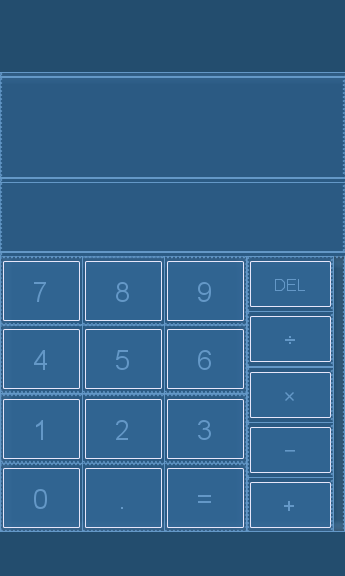 7 8 9 DEL
÷
4 5 6
×
1 2 3
−
0 . = +